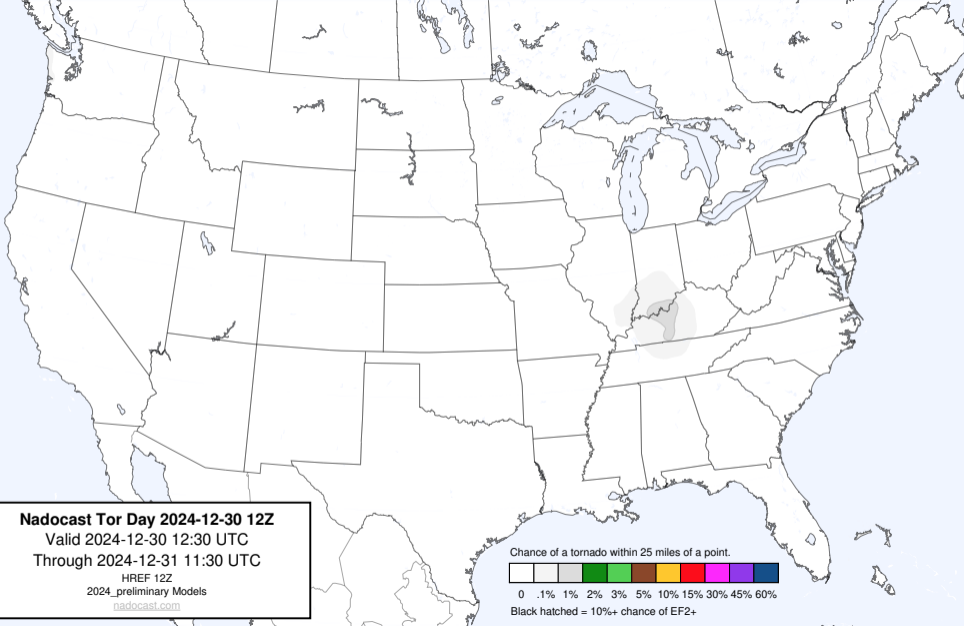 Nadocast Tor Day 2024-12-30 12Z
Valid 2024-12-30 12:30 UTC
Through 2024-12-31 11:30 UTC
HREF 12Z
2024_preliminary Models
nadocast.com
Chance of a tornado within 25 miles of a point.
0 .1% 1% 2% 3% 5% 10% 15% 30% 45% 60%
Black hatched = 10%+ chance of EF2+